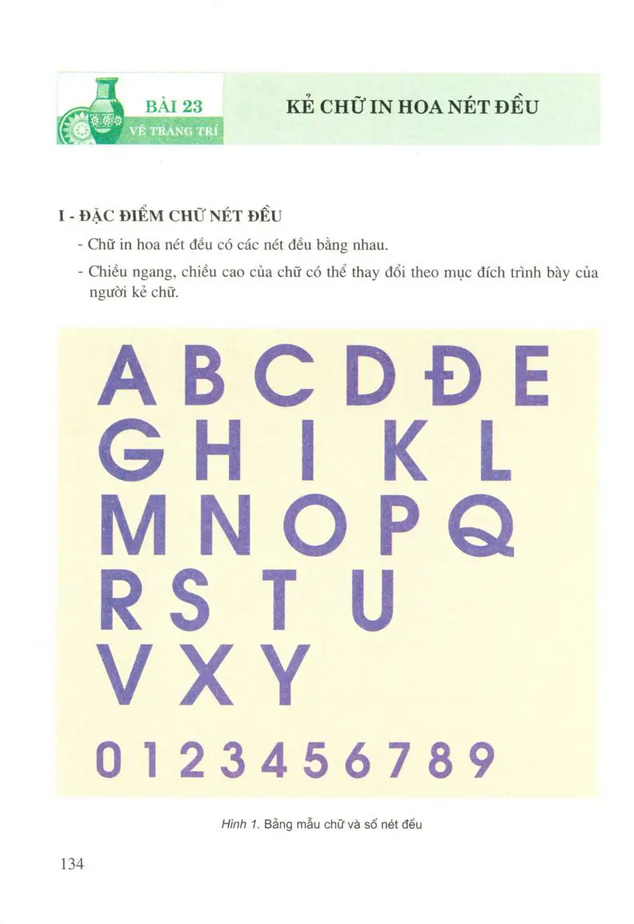 BÀI 23
VẼ TRANG TRÍ
KẺ CHỮ IN HOA NÉT ĐỀU
I - ĐẶC ĐIỂM CHỮ NÉT ĐỀU
- Chữ in hoa nét đều có các nét đều bằng nhau.
- Chiều ngang, chiều cao của chữ có thể thay đổi theo mục đích trình bày của
người kẻ chữ.
A B C D Đ E
G H I K L
M N O P Q
R S T U
V X Y
0 1 2 3 4 5 6 7 8 9
Hình 1. Bảng mẫu chữ và số nét đều
134